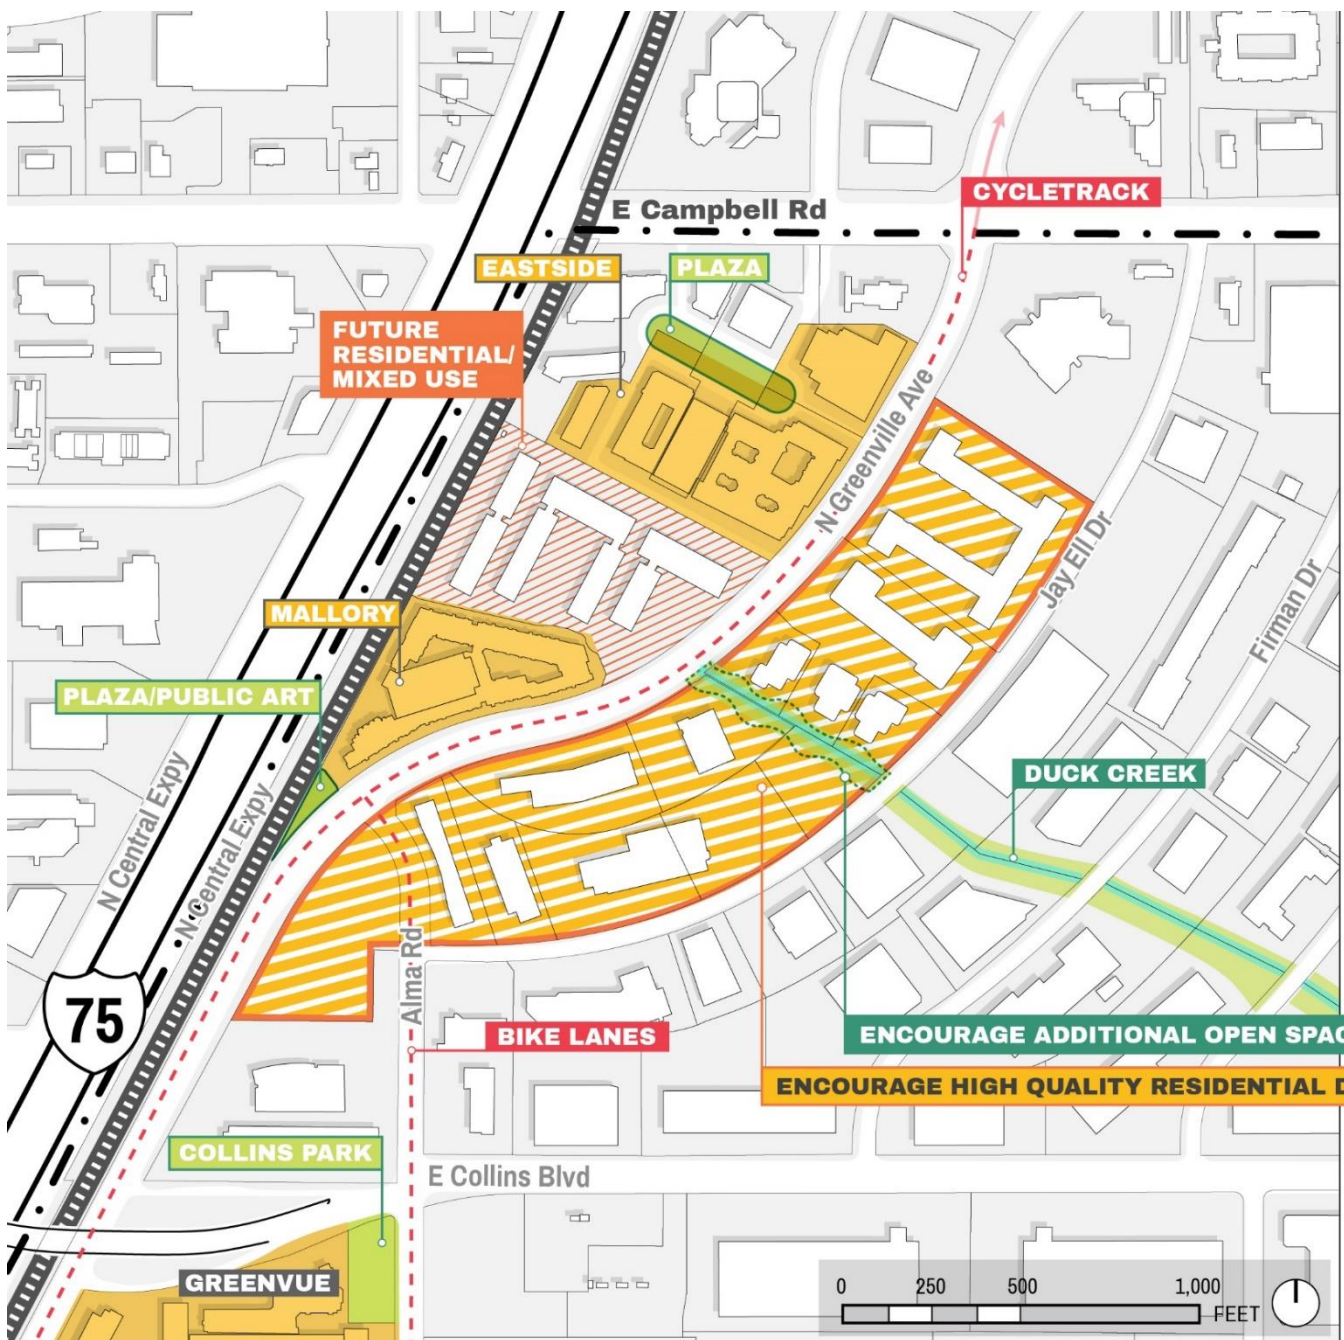 E Campbell Rd
CYCLETRACK
EASTSIDE
PLAZA
FUTURE
RESIDENTIAL/
MIXED USE
N Greenville Ave
Jay Ell Dr
Firman Dr
MALLORY
PLAZA/PUBLIC ART
N Central Expy
N Central Expy
DUCK CREEK
75
Alma Rd
BIKE LANES
ENCOURAGE ADDITIONAL OPEN SPAC
ENCOURAGE HIGH QUALITY RESIDENTIAL D
COLLINS PARK
E Collins Blvd
GREENVUE
0 250 500 1,000
FEET